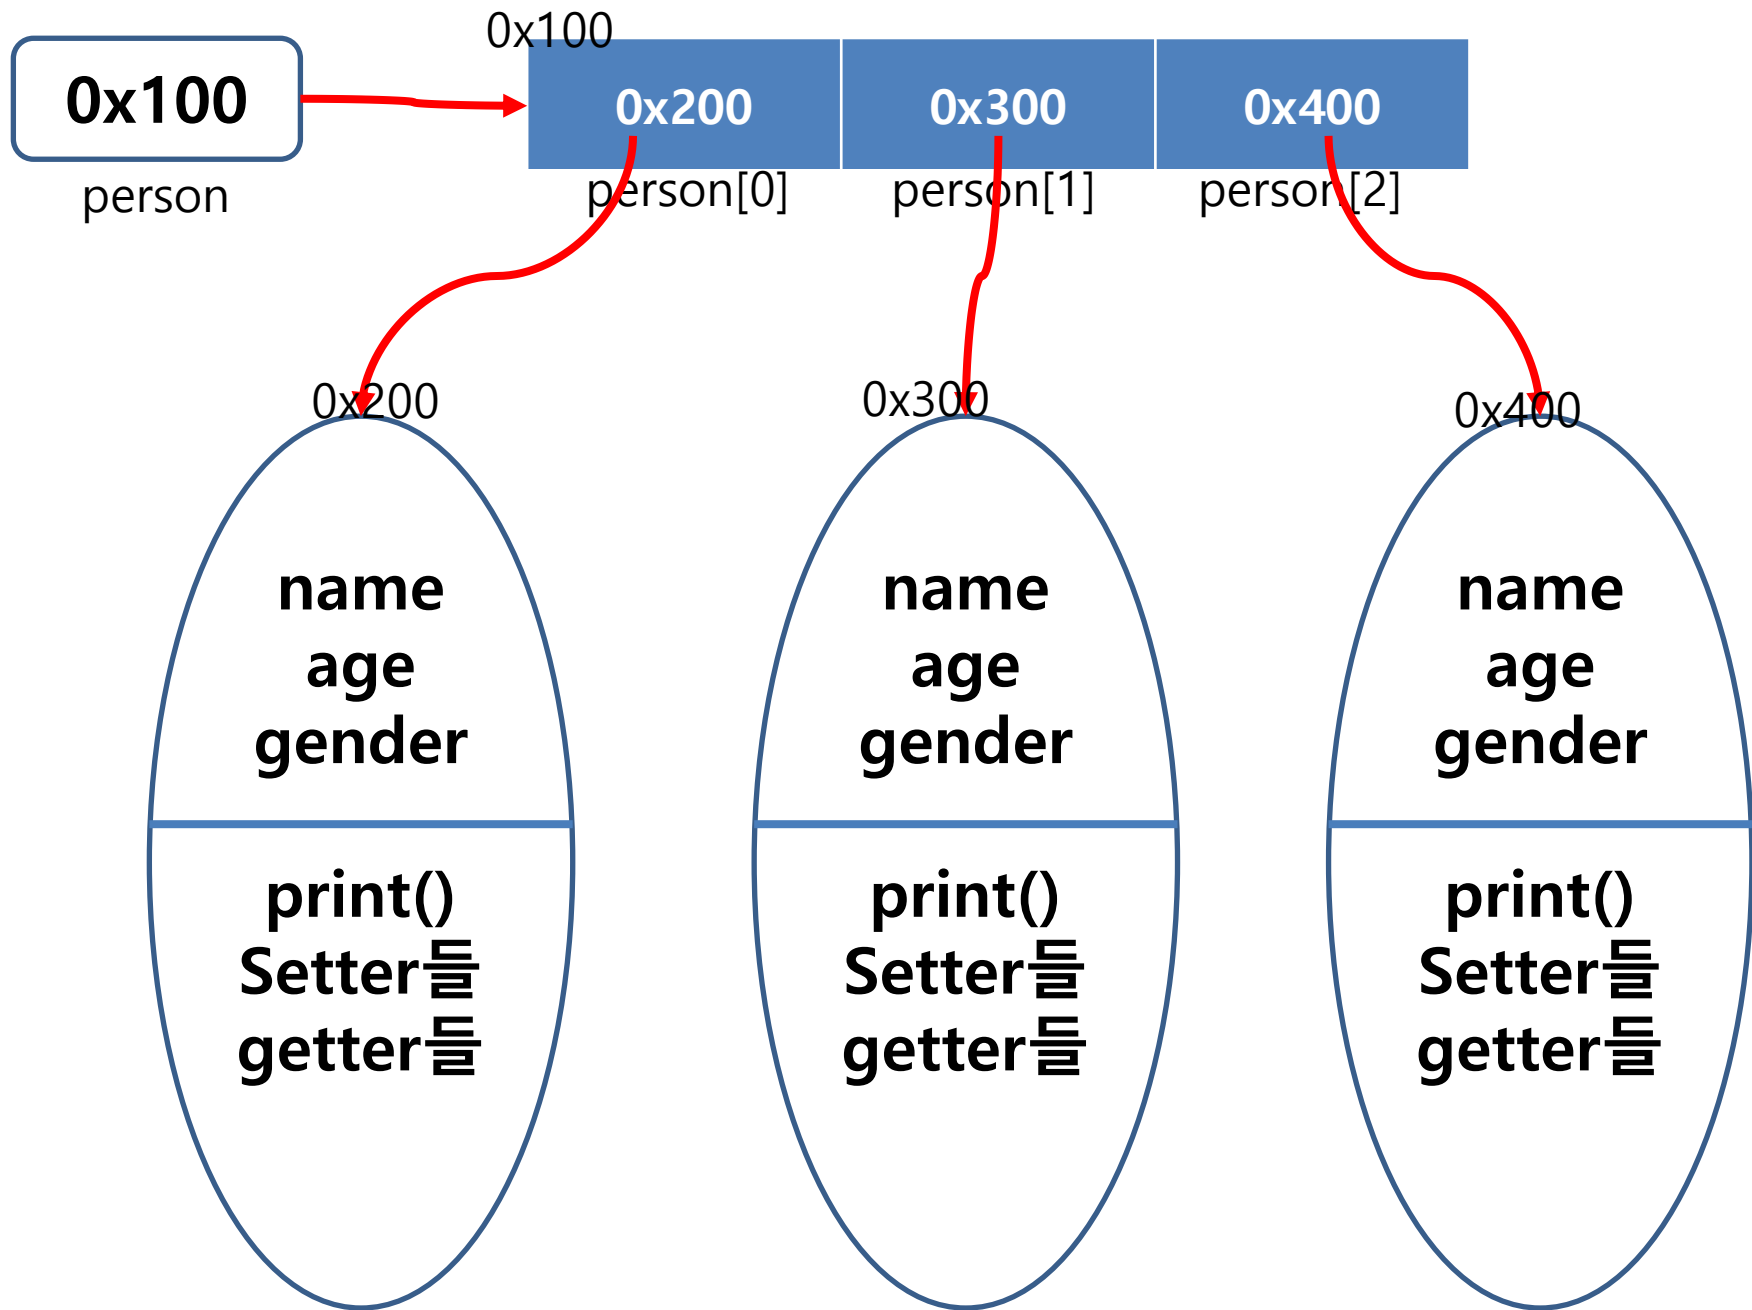 0x100
0x100
0x200 0x300 0x400
person
person[0] person[1] person[2]
0x200
0x300
0x400
name
age
gender
print()
Setter들
getter들
name
age
gender
print()
Setter들
getter들
name
age
gender
print()
Setter들
getter들